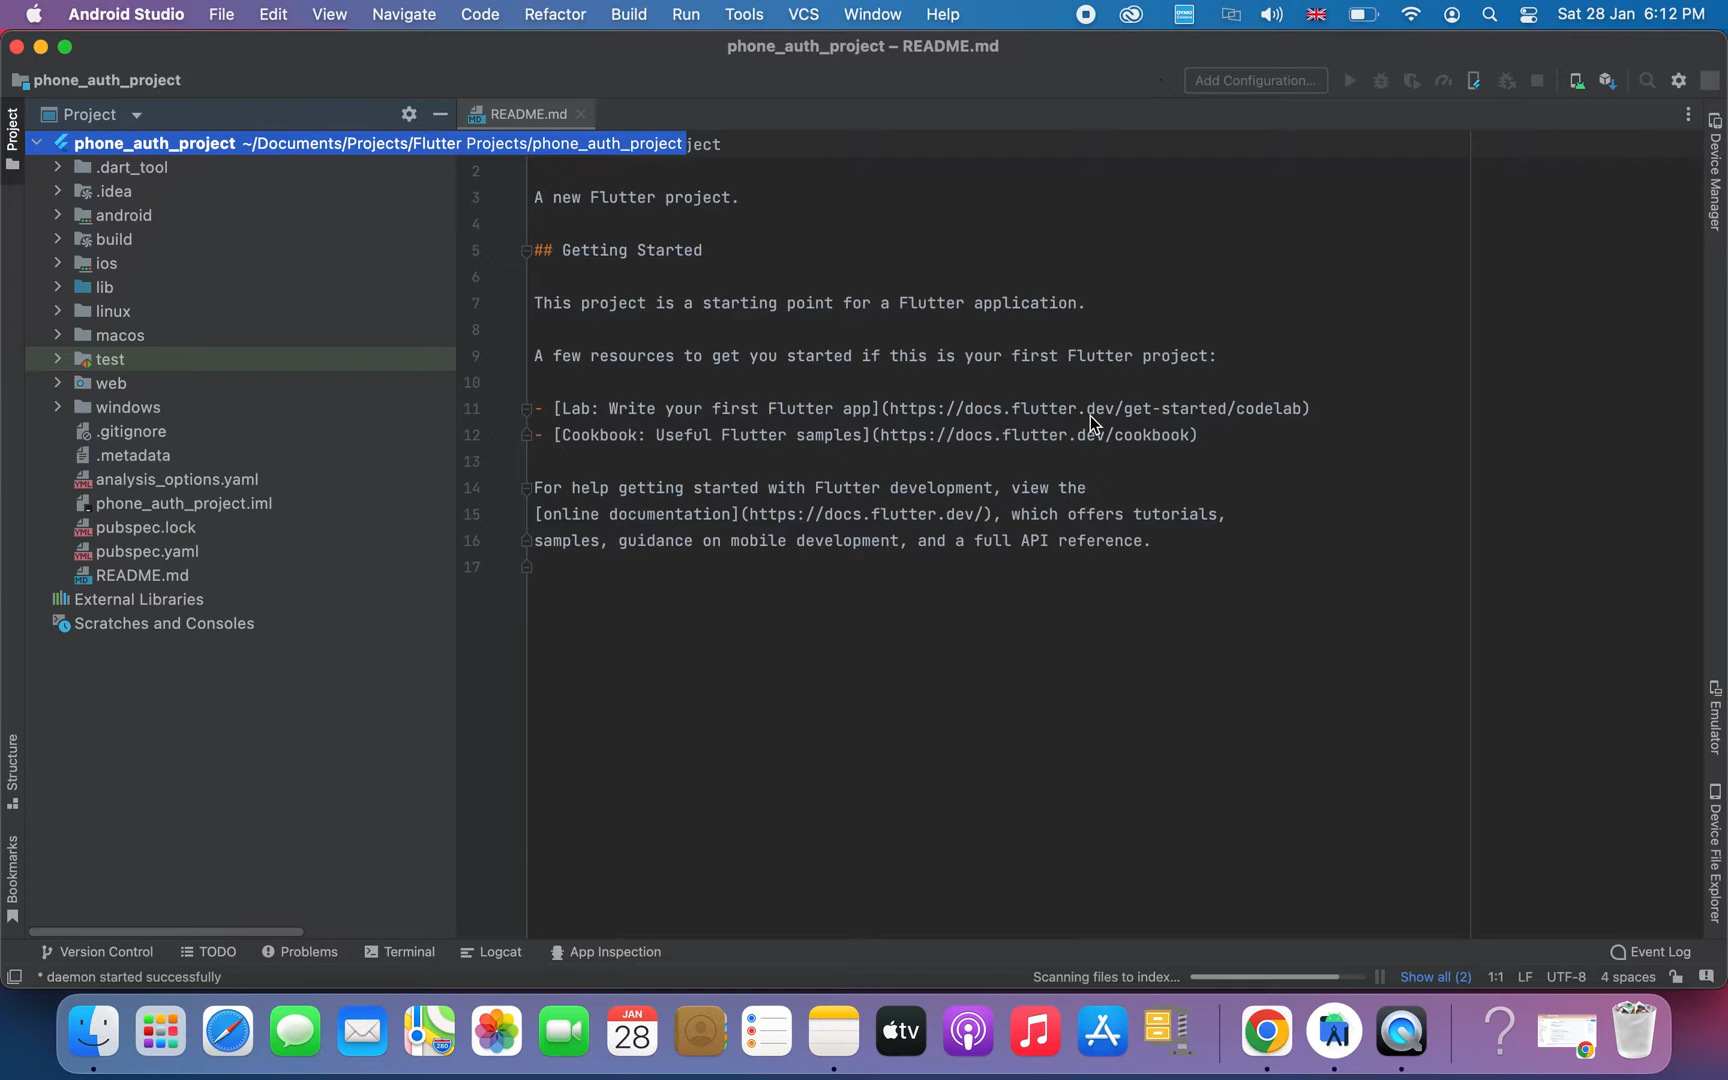 Android Studio File Edit View Navigate Code Refactor Build Run Tools VCS Window Help DYMO Sat 28 Jan 6:12 PM
phone_auth_project – README.md
phone_auth_project Add Configuration...
Project
Project README.md
phone_auth_project ~/Documents/Projects/Flutter Projects/phone_auth_project ject
.dart_tool
2
.idea
3 A new Flutter project.
android
4
build
5 ## Getting Started
ios
6
lib
7 This project is a starting point for a Flutter application.
linux
8
macos
9 A few resources to get you started if this is your first Flutter project:
test
10
web
11 - [Lab: Write your first Flutter app](https://docs.flutter.dev/get-started/codelab)
windows
12 - [Cookbook: Useful Flutter samples](https://docs.flutter.dev/cookbook)
.gitignore
13
.metadata
14 For help getting started with Flutter development, view the
analysis_options.yaml
15 [online documentation](https://docs.flutter.dev/), which offers tutorials,
phone_auth_project.iml
16 samples, guidance on mobile development, and a full API reference.
pubspec.lock
17
pubspec.yaml
README.md
External Libraries
Scratches and Consoles
Structure
Bookmarks
Device Manager
Emulator
Device File Explorer
Version Control TODO Problems Terminal Logcat App Inspection Event Log
* daemon started successfully Scanning files to index... Show all (2) 1:1 LF UTF-8 4 spaces
JAN
28
tv